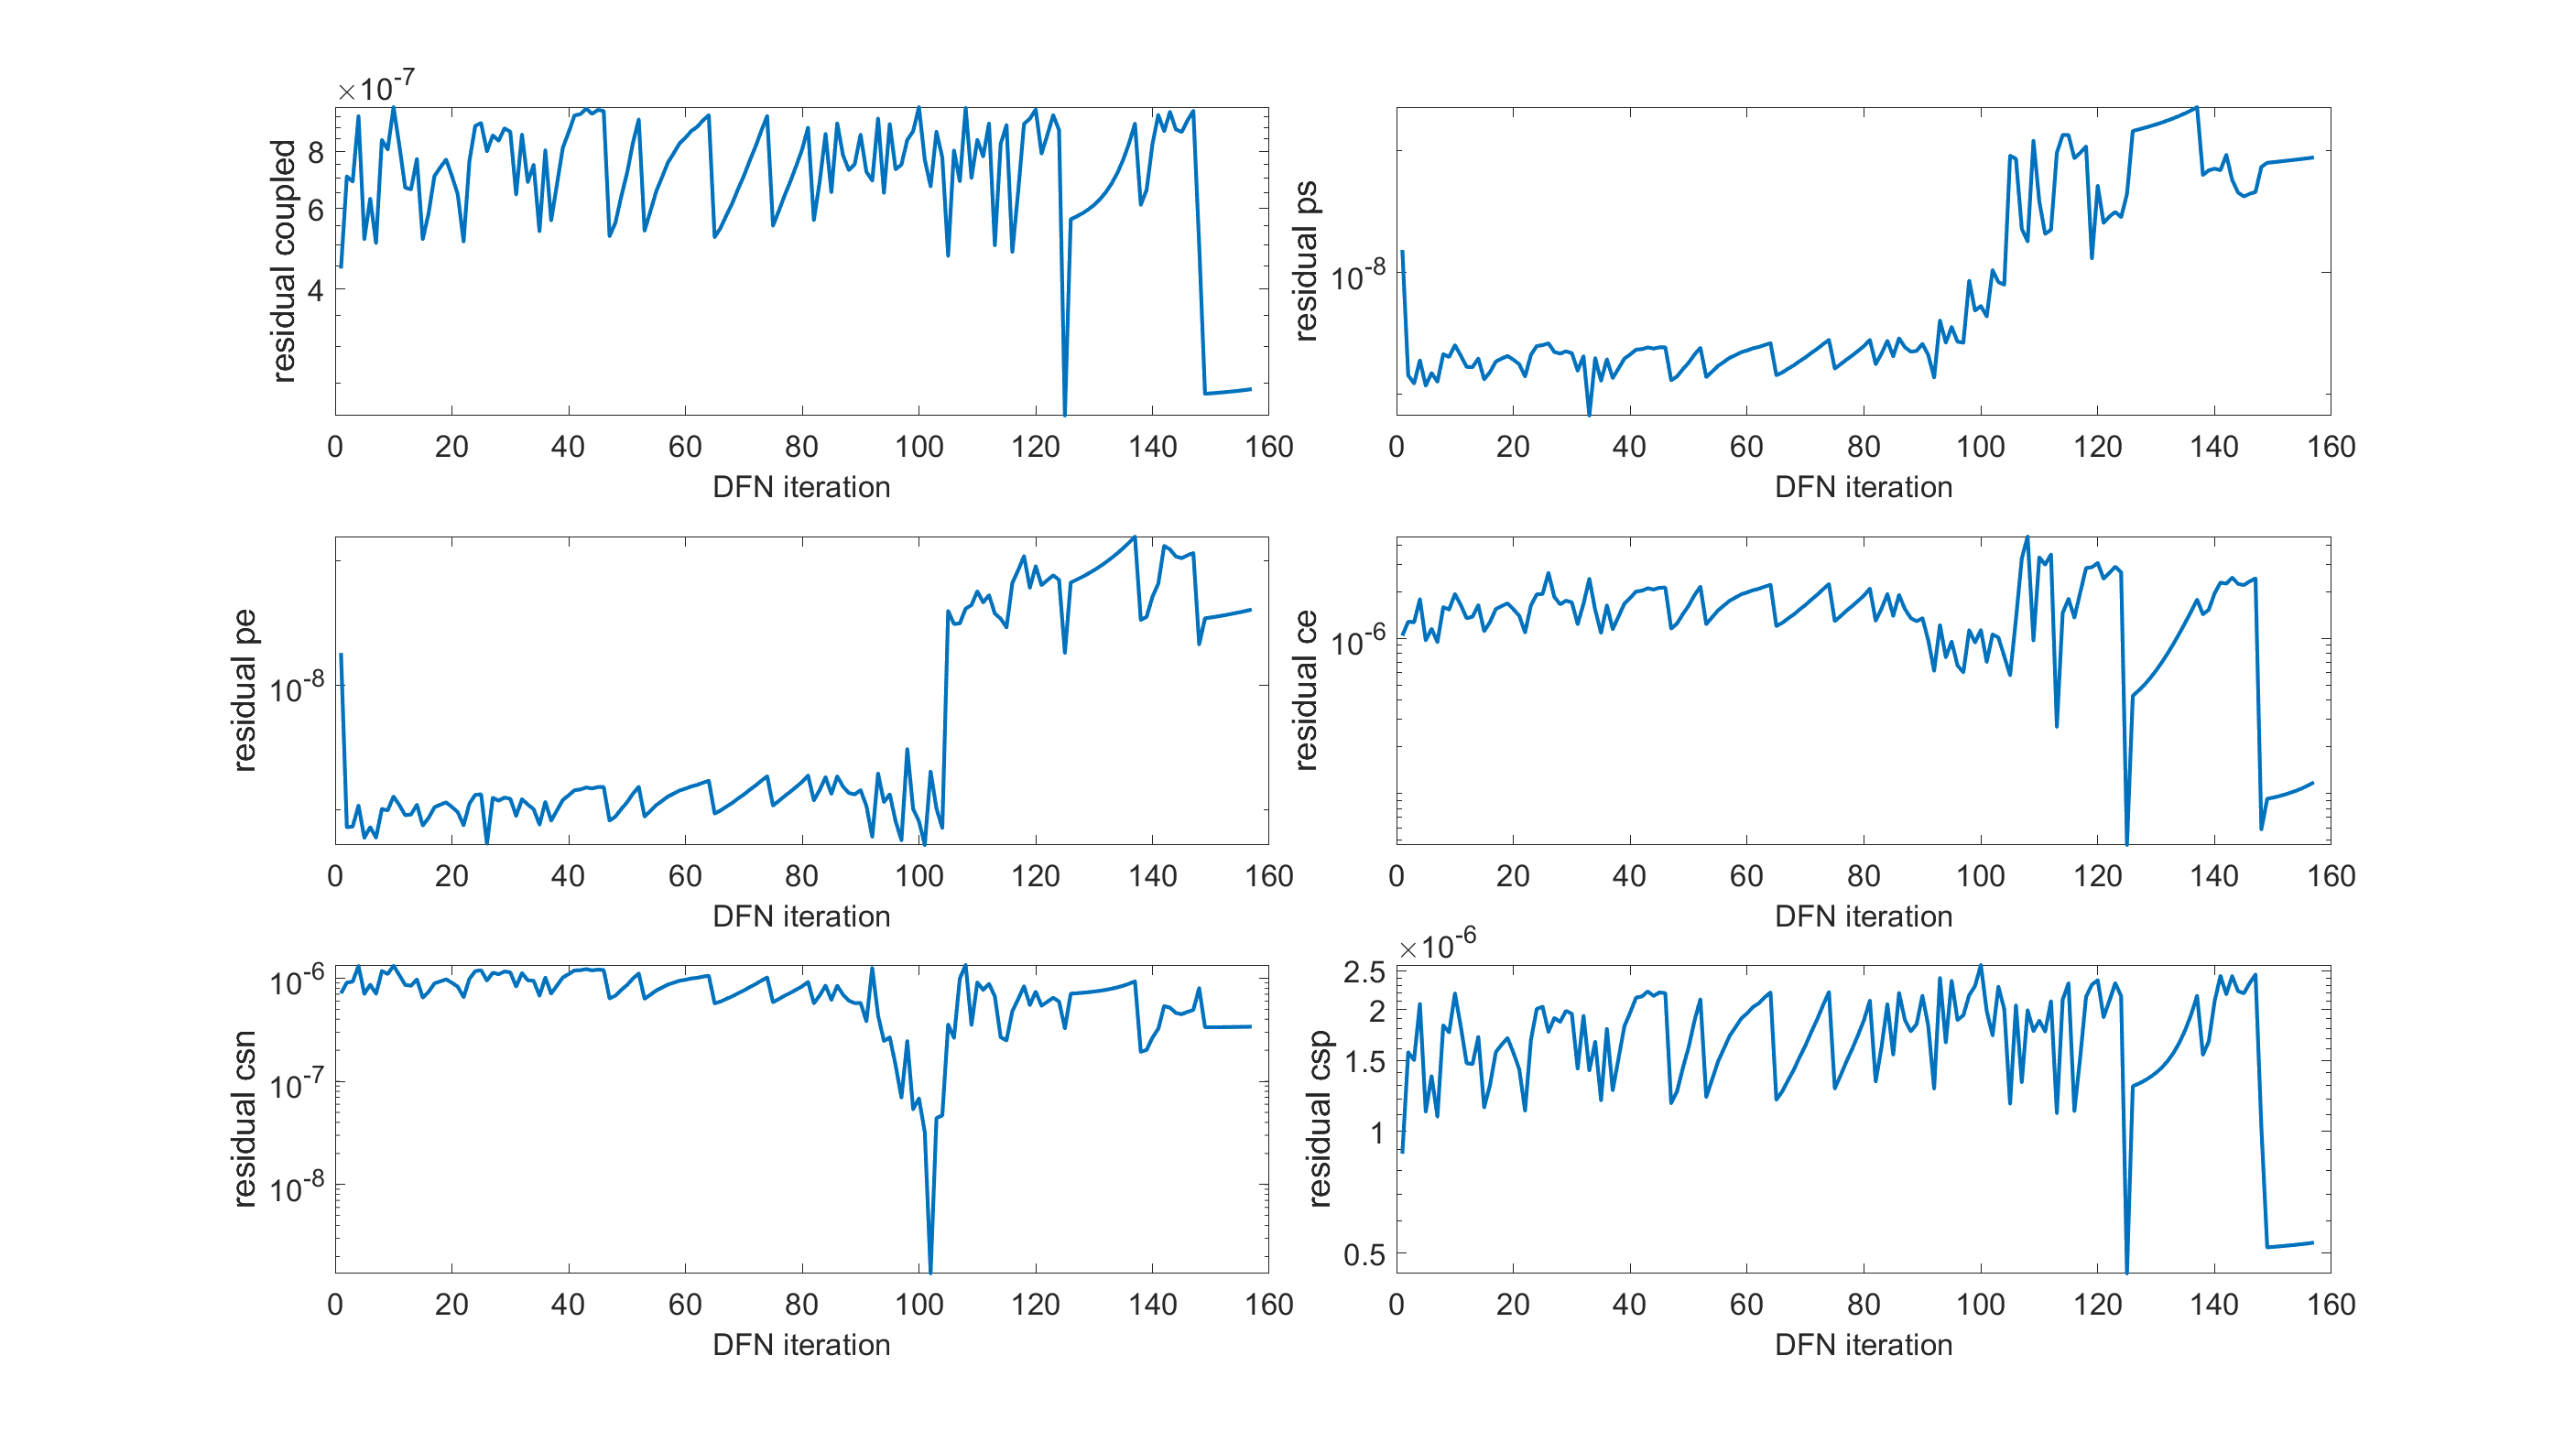 ×10-7
8
6
4
residual coupled
0 20 40 60 80 100 120 140 160
DFN iteration
10-8
residual ps
0 20 40 60 80 100 120 140 160
DFN iteration
10-8
residual pe
0 20 40 60 80 100 120 140 160
DFN iteration
10-6
residual ce
0 20 40 60 80 100 120 140 160
DFN iteration
10-6
10-7
10-8
residual csn
0 20 40 60 80 100 120 140 160
DFN iteration
×10-6
2.5
2
1.5
1
0.5
residual csp
0 20 40 60 80 100 120 140 160
DFN iteration